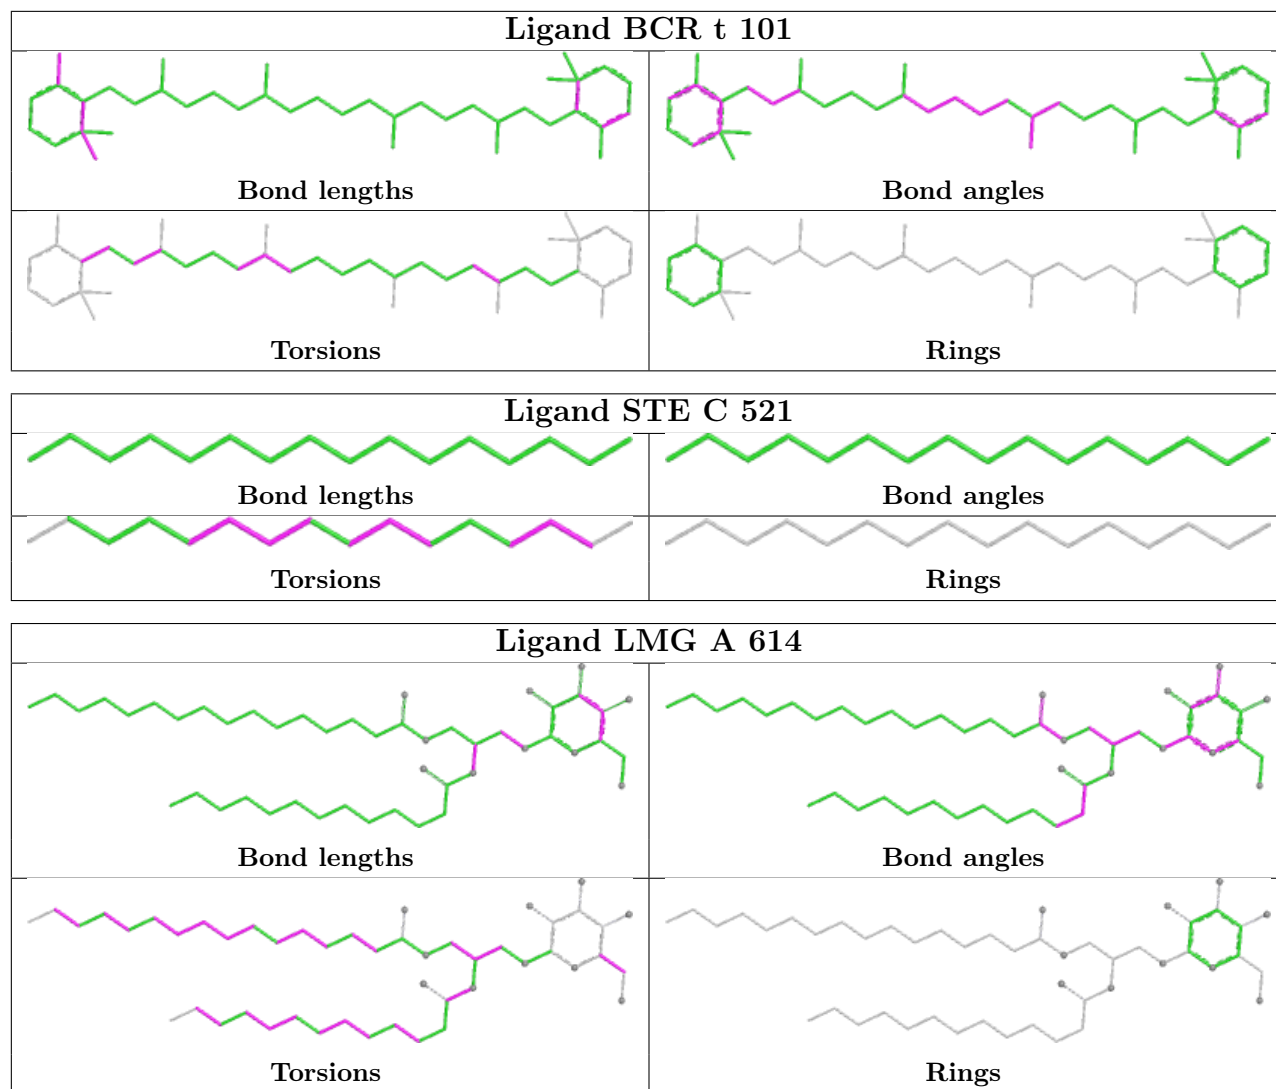 Ligand BCR t 101
Bond lengths
Bond angles
Torsions
Rings
Ligand STE C 521
Bond lengths
Bond angles
Torsions
Rings
Ligand LMG A 614
Bond lengths
Bond angles
Torsions
Rings